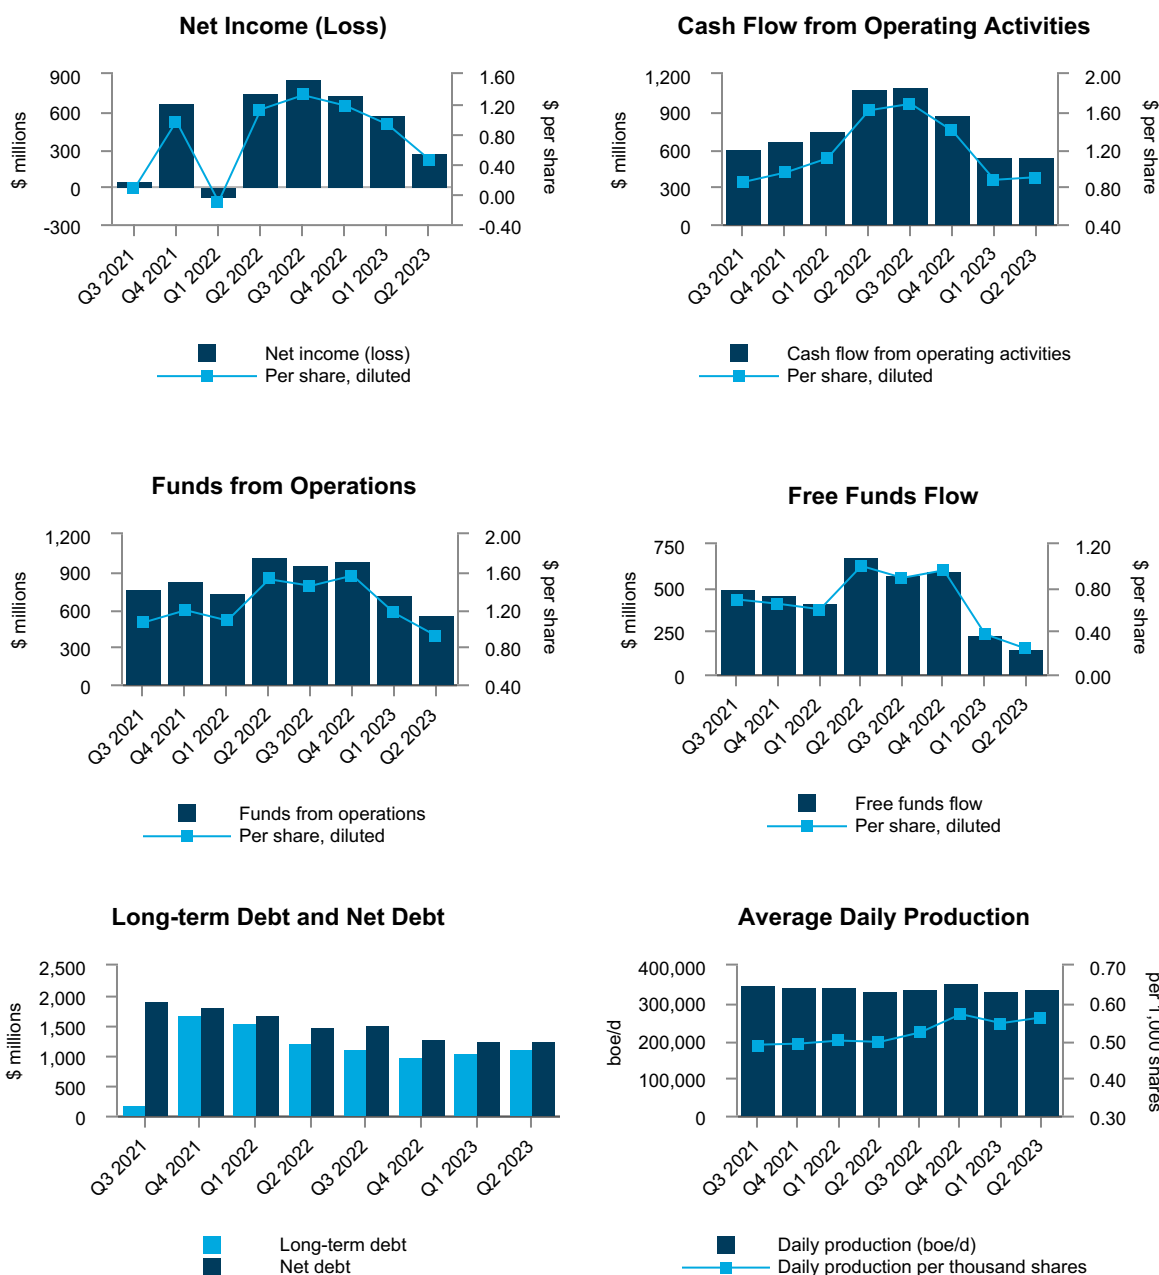 Net Income (Loss)
$ millions
900
600
300
0
-300
1.60
1.20
0.80
0.40
0.00
-0.40
$ per share
Q3 2021
Q4 2021
Q1 2022
Q2 2022
Q3 2022
Q4 2022
Q1 2023
Q2 2023
Net income (loss)
Per share, diluted
Cash Flow from Operating Activities
$ millions
1,200
900
600
300
0
2.00
1.60
1.20
0.80
0.40
$ per share
Q3 2021
Q4 2021
Q1 2022
Q2 2022
Q3 2022
Q4 2022
Q1 2023
Q2 2023
Cash flow from operating activities
Per share, diluted
Funds from Operations
$ millions
1,200
900
600
300
0
2.00
1.60
1.20
0.80
0.40
$ per share
Q3 2021
Q4 2021
Q1 2022
Q2 2022
Q3 2022
Q4 2022
Q1 2023
Q2 2023
Funds from operations
Per share, diluted
Free Funds Flow
$ millions
750
500
250
0
1.20
0.80
0.40
0.00
$ per share
Q3 2021
Q4 2021
Q1 2022
Q2 2022
Q3 2022
Q4 2022
Q1 2023
Q2 2023
Free funds flow
Per share, diluted
Long-term Debt and Net Debt
$ millions
2,500
2,000
1,500
1,000
500
0
Q3 2021
Q4 2021
Q1 2022
Q2 2022
Q3 2022
Q4 2022
Q1 2023
Q2 2023
Long-term debt
Net debt
Average Daily Production
boe/d
400,000
300,000
200,000
100,000
0
0.70
0.60
0.50
0.40
0.30
per 1,000 shares
Q3 2021
Q4 2021
Q1 2022
Q2 2022
Q3 2022
Q4 2022
Q1 2023
Q2 2023
Daily production (boe/d)
Daily production per thousand shares